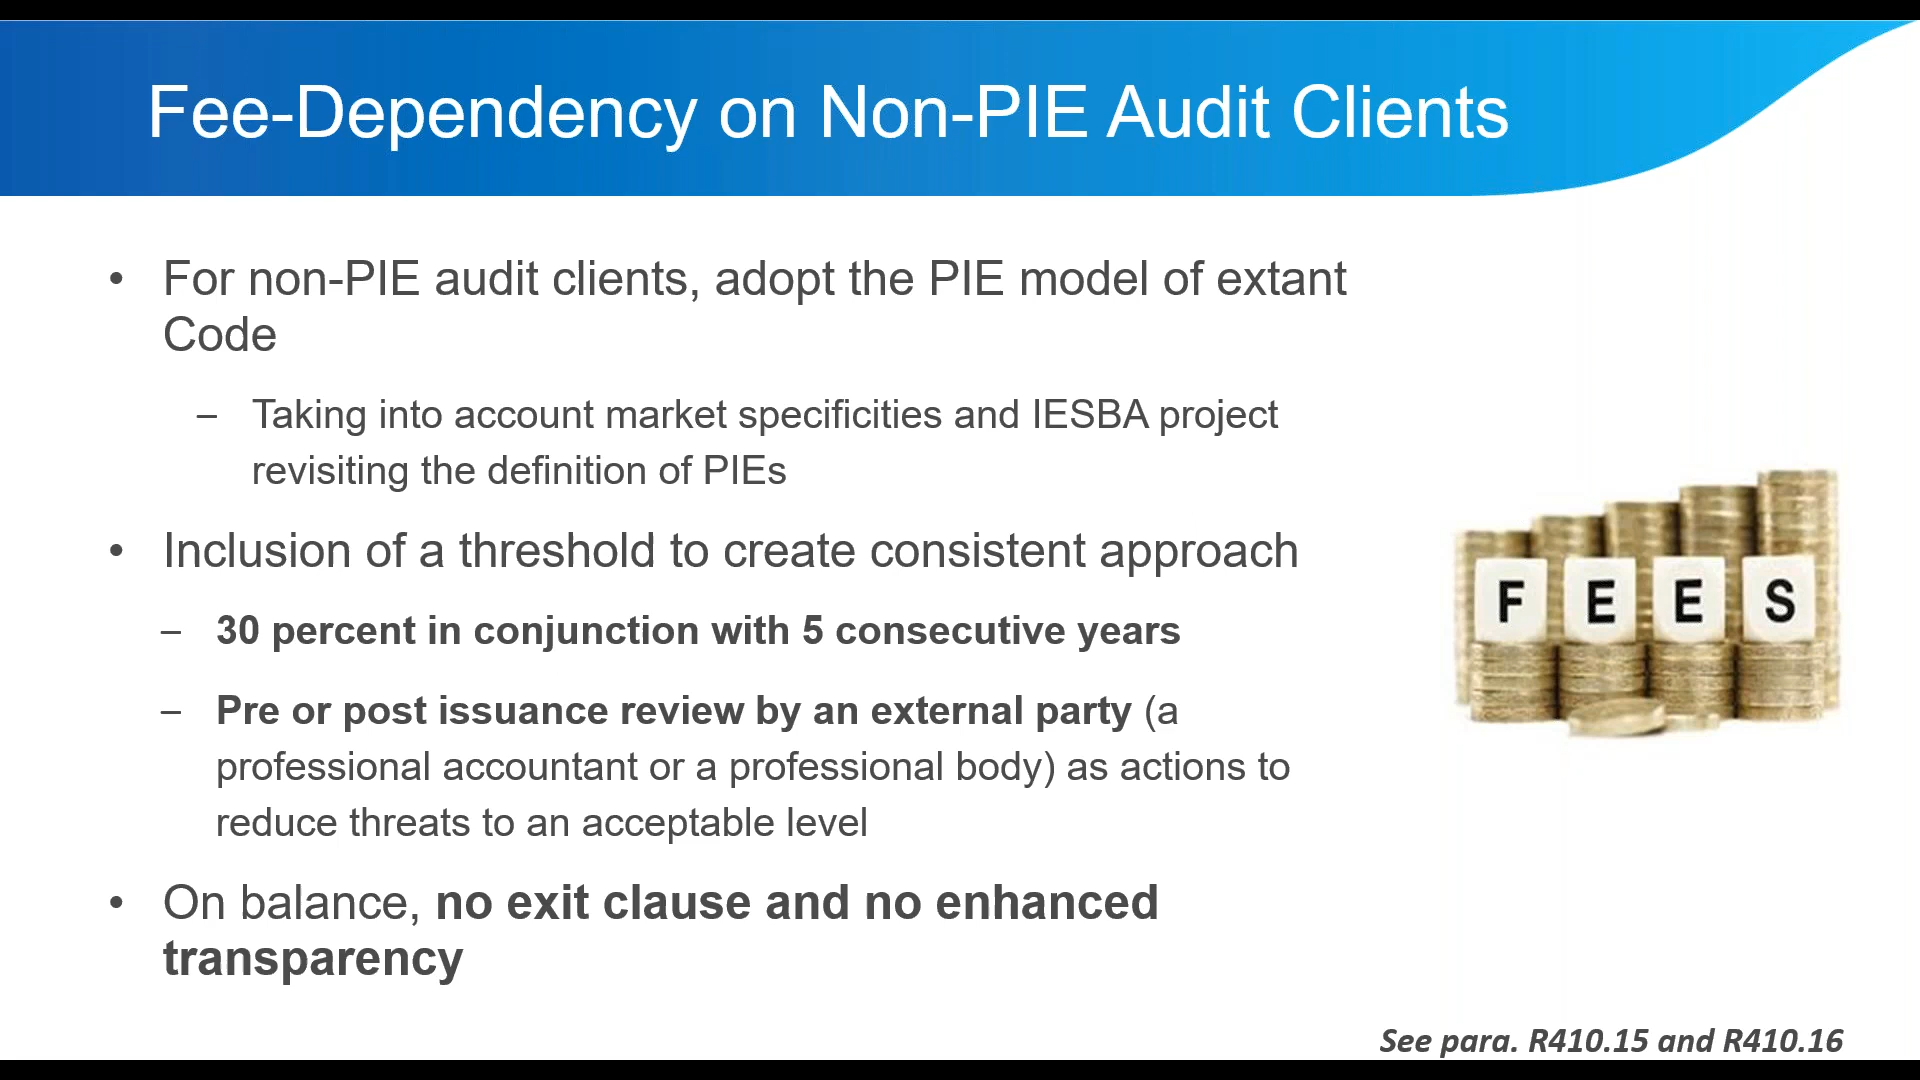 Fee-Dependency on Non-PIE Audit Clients
• For non-PIE audit clients, adopt the PIE model of extant
Code
– Taking into account market specificities and IESBA project
revisiting the definition of PIEs
• Inclusion of a threshold to create consistent approach
– 30 percent in conjunction with 5 consecutive years
– Pre or post issuance review by an external party (a
professional accountant or a professional body) as actions to
reduce threats to an acceptable level
• On balance, no exit clause and no enhanced
transparency
FEES
See para. R410.15 and R410.16